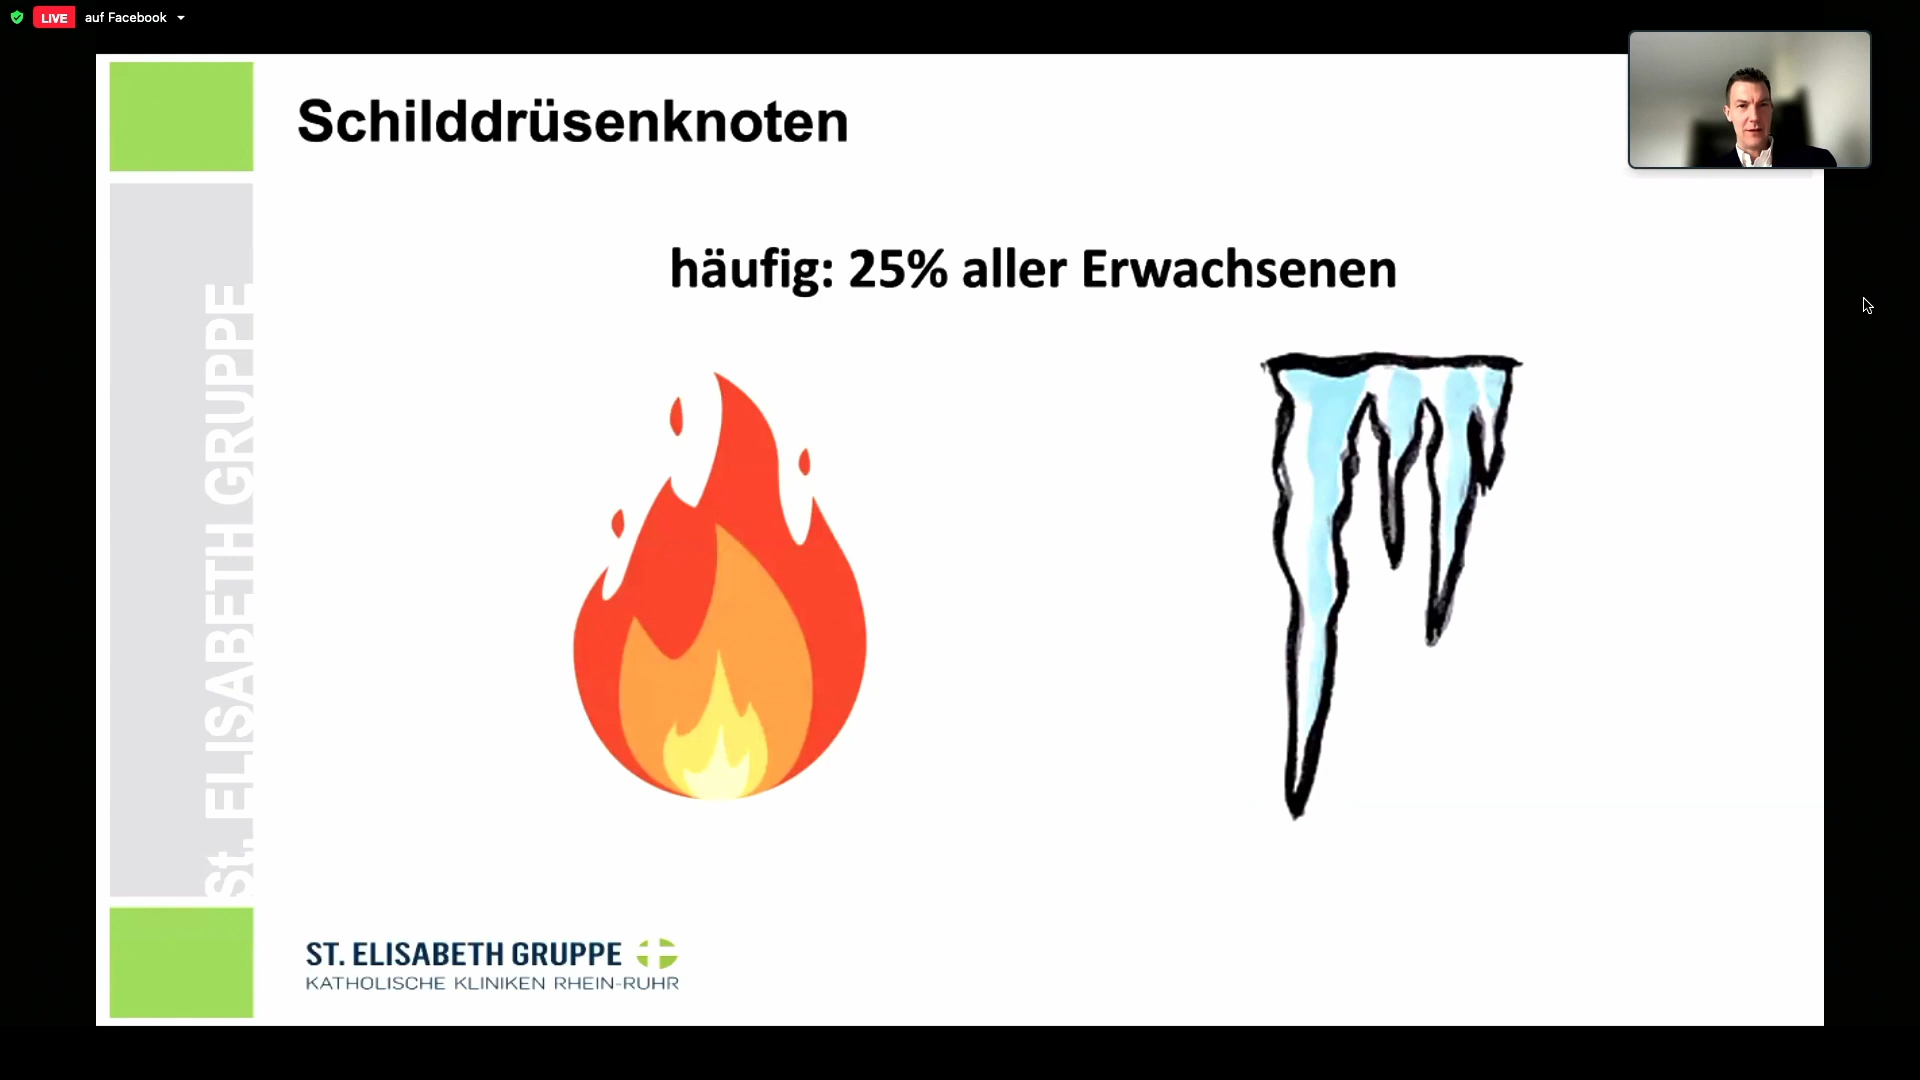 LIVE auf Facebook
Schilddrüsenknoten
häufig: 25% aller Erwachsenen
St. ELISABETH GRUPPE
ST. ELISABETH GRUPPE
KATHOLISCHE KLINIKEN RHEIN-RUHR